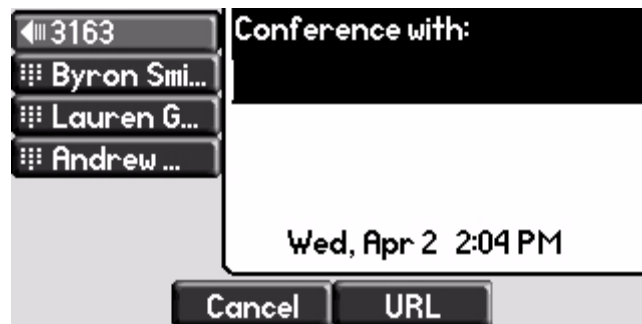 3163
Byron Smi...
Lauren G...
Andrew ...
Conference with:
Wed, Apr 2 2:04 PM
Cancel
URL